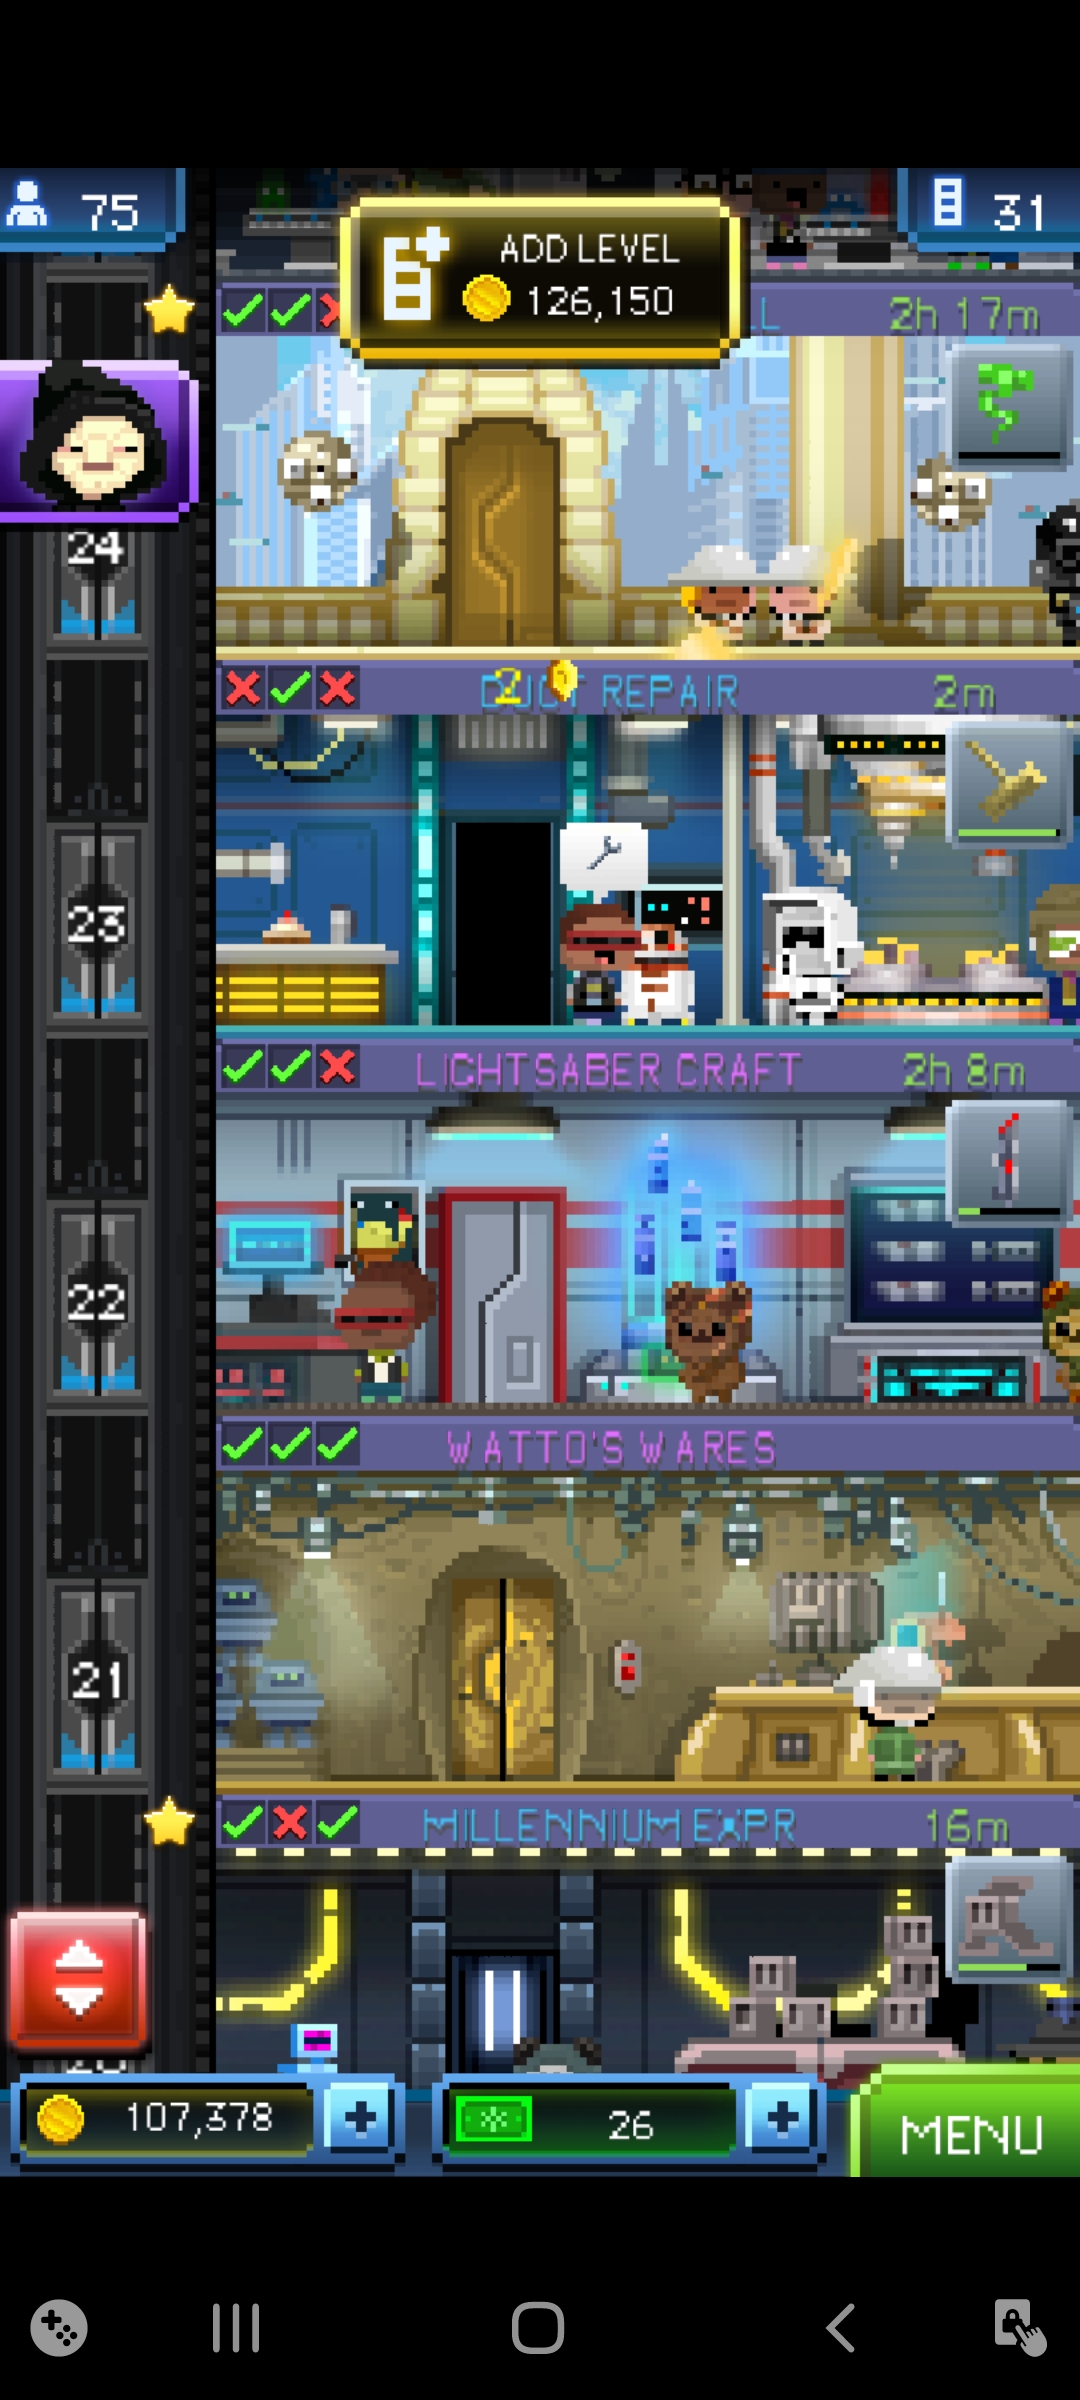 75
ADD LEVEL
126,150
31
2h 17m
24
REPAIR
2m
23
LIGHTSABER CRAFT
2h 8m
22
WATTO'S WARES
21
MILLENNIUM EXPR
16m
107,378
26
MENU